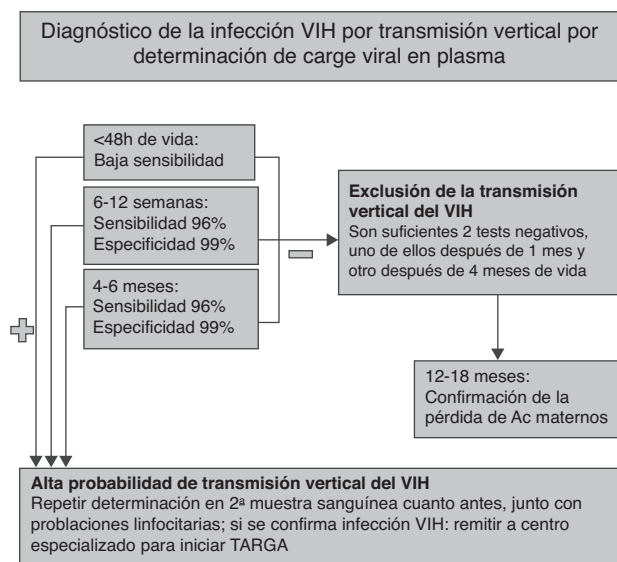 Diagnóstico de la infección VIH por transmisión vertical por
determinación de carge viral en plasma
<48h de vida:
Baja sensibilidad
6-12 semanas:
Sensibilidad 96%
Especificidad 99%
4-6 meses:
Sensibilidad 96%
Especificidad 99%
Exclusión de la transmisión
vertical del VIH
Son suficientes 2 tests negativos,
uno de ellos después de 1 mes y
otro después de 4 meses de vida
12-18 meses:
Confirmación de la
pérdida de Ac maternos
Alta probabilidad de transmisión vertical del VIH
Repetir determinación en 2ª muestra sanguínea cuanto antes, junto con
problaciones linfocitarias; si se confirma infección VIH: remitir a centro
especializado para iniciar TARGA